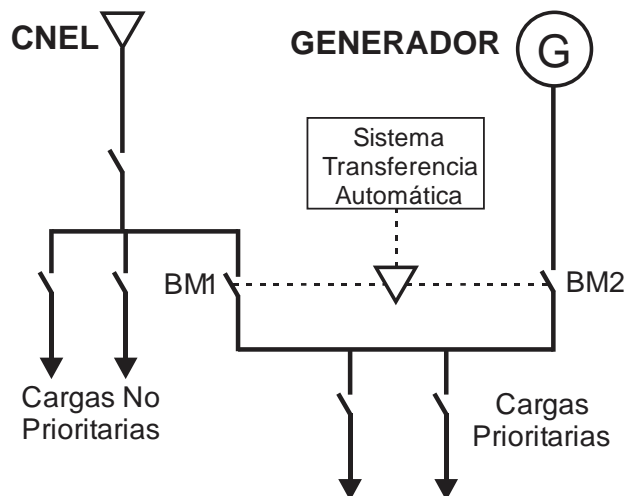 CNEL
GENERADOR
G
Sistema
Transferencia
Automática
BM1
BM2
Cargas No
Prioritarias
Cargas
Prioritarias